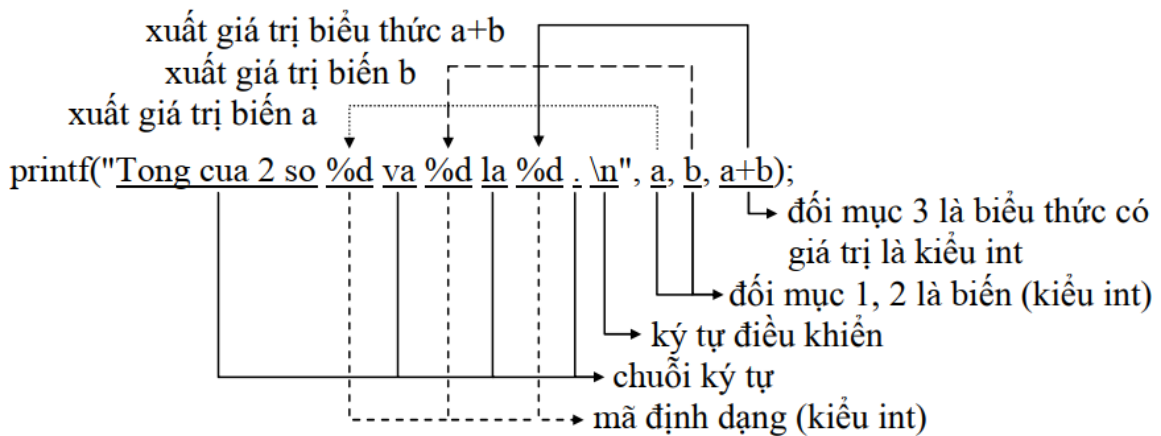 xuất giá trị biểu thức a+b
xuất giá trị biến b
xuất giá trị biến a
printf("Tong cua 2 so %d va %d la %d . \n", a, b, a+b);
đối mục 3 là biểu thức có
giá trị là kiểu int
đối mục 1, 2 là biến (kiểu int)
ký tự điều khiển
chuỗi ký tự
mã định dạng (kiểu int)